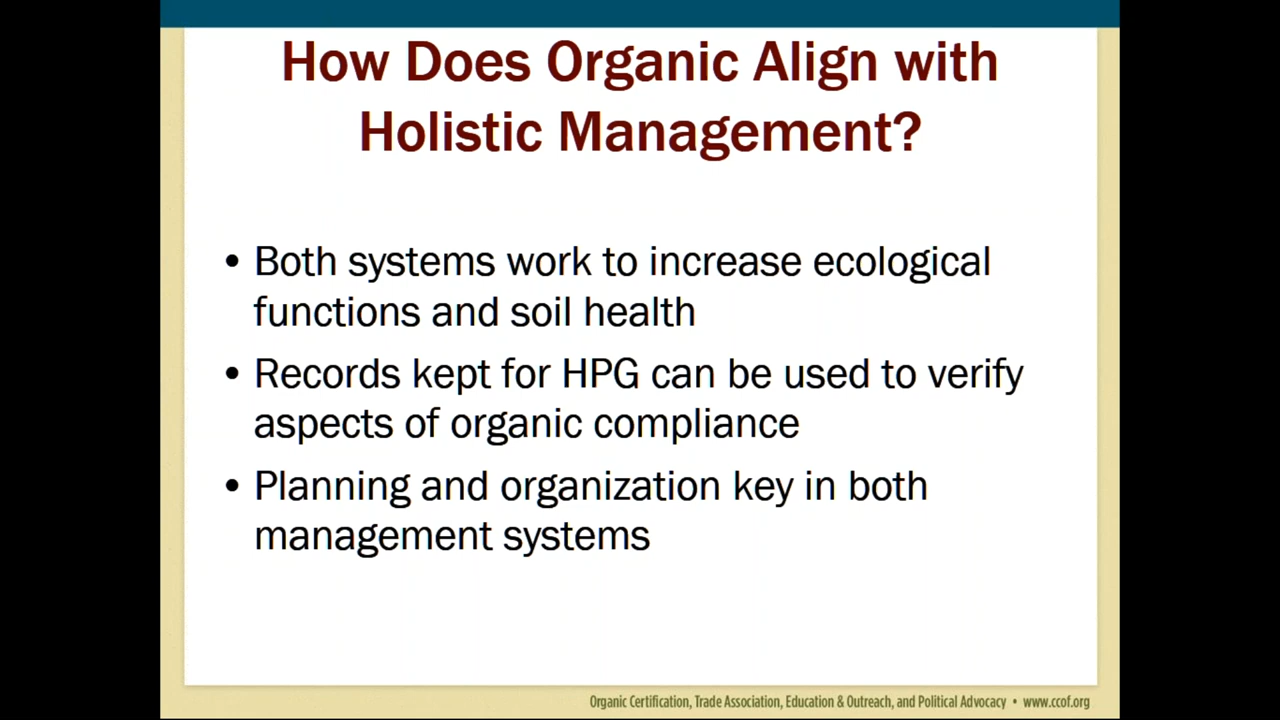 How Does Organic Align with
Holistic Management?
• Both systems work to increase ecological
functions and soil health
• Records kept for HPG can be used to verify
aspects of organic compliance
• Planning and organization key in both
management systems
Organic Certification, Trade Association, Education & Outreach, and Political Advocacy • www.ccof.org